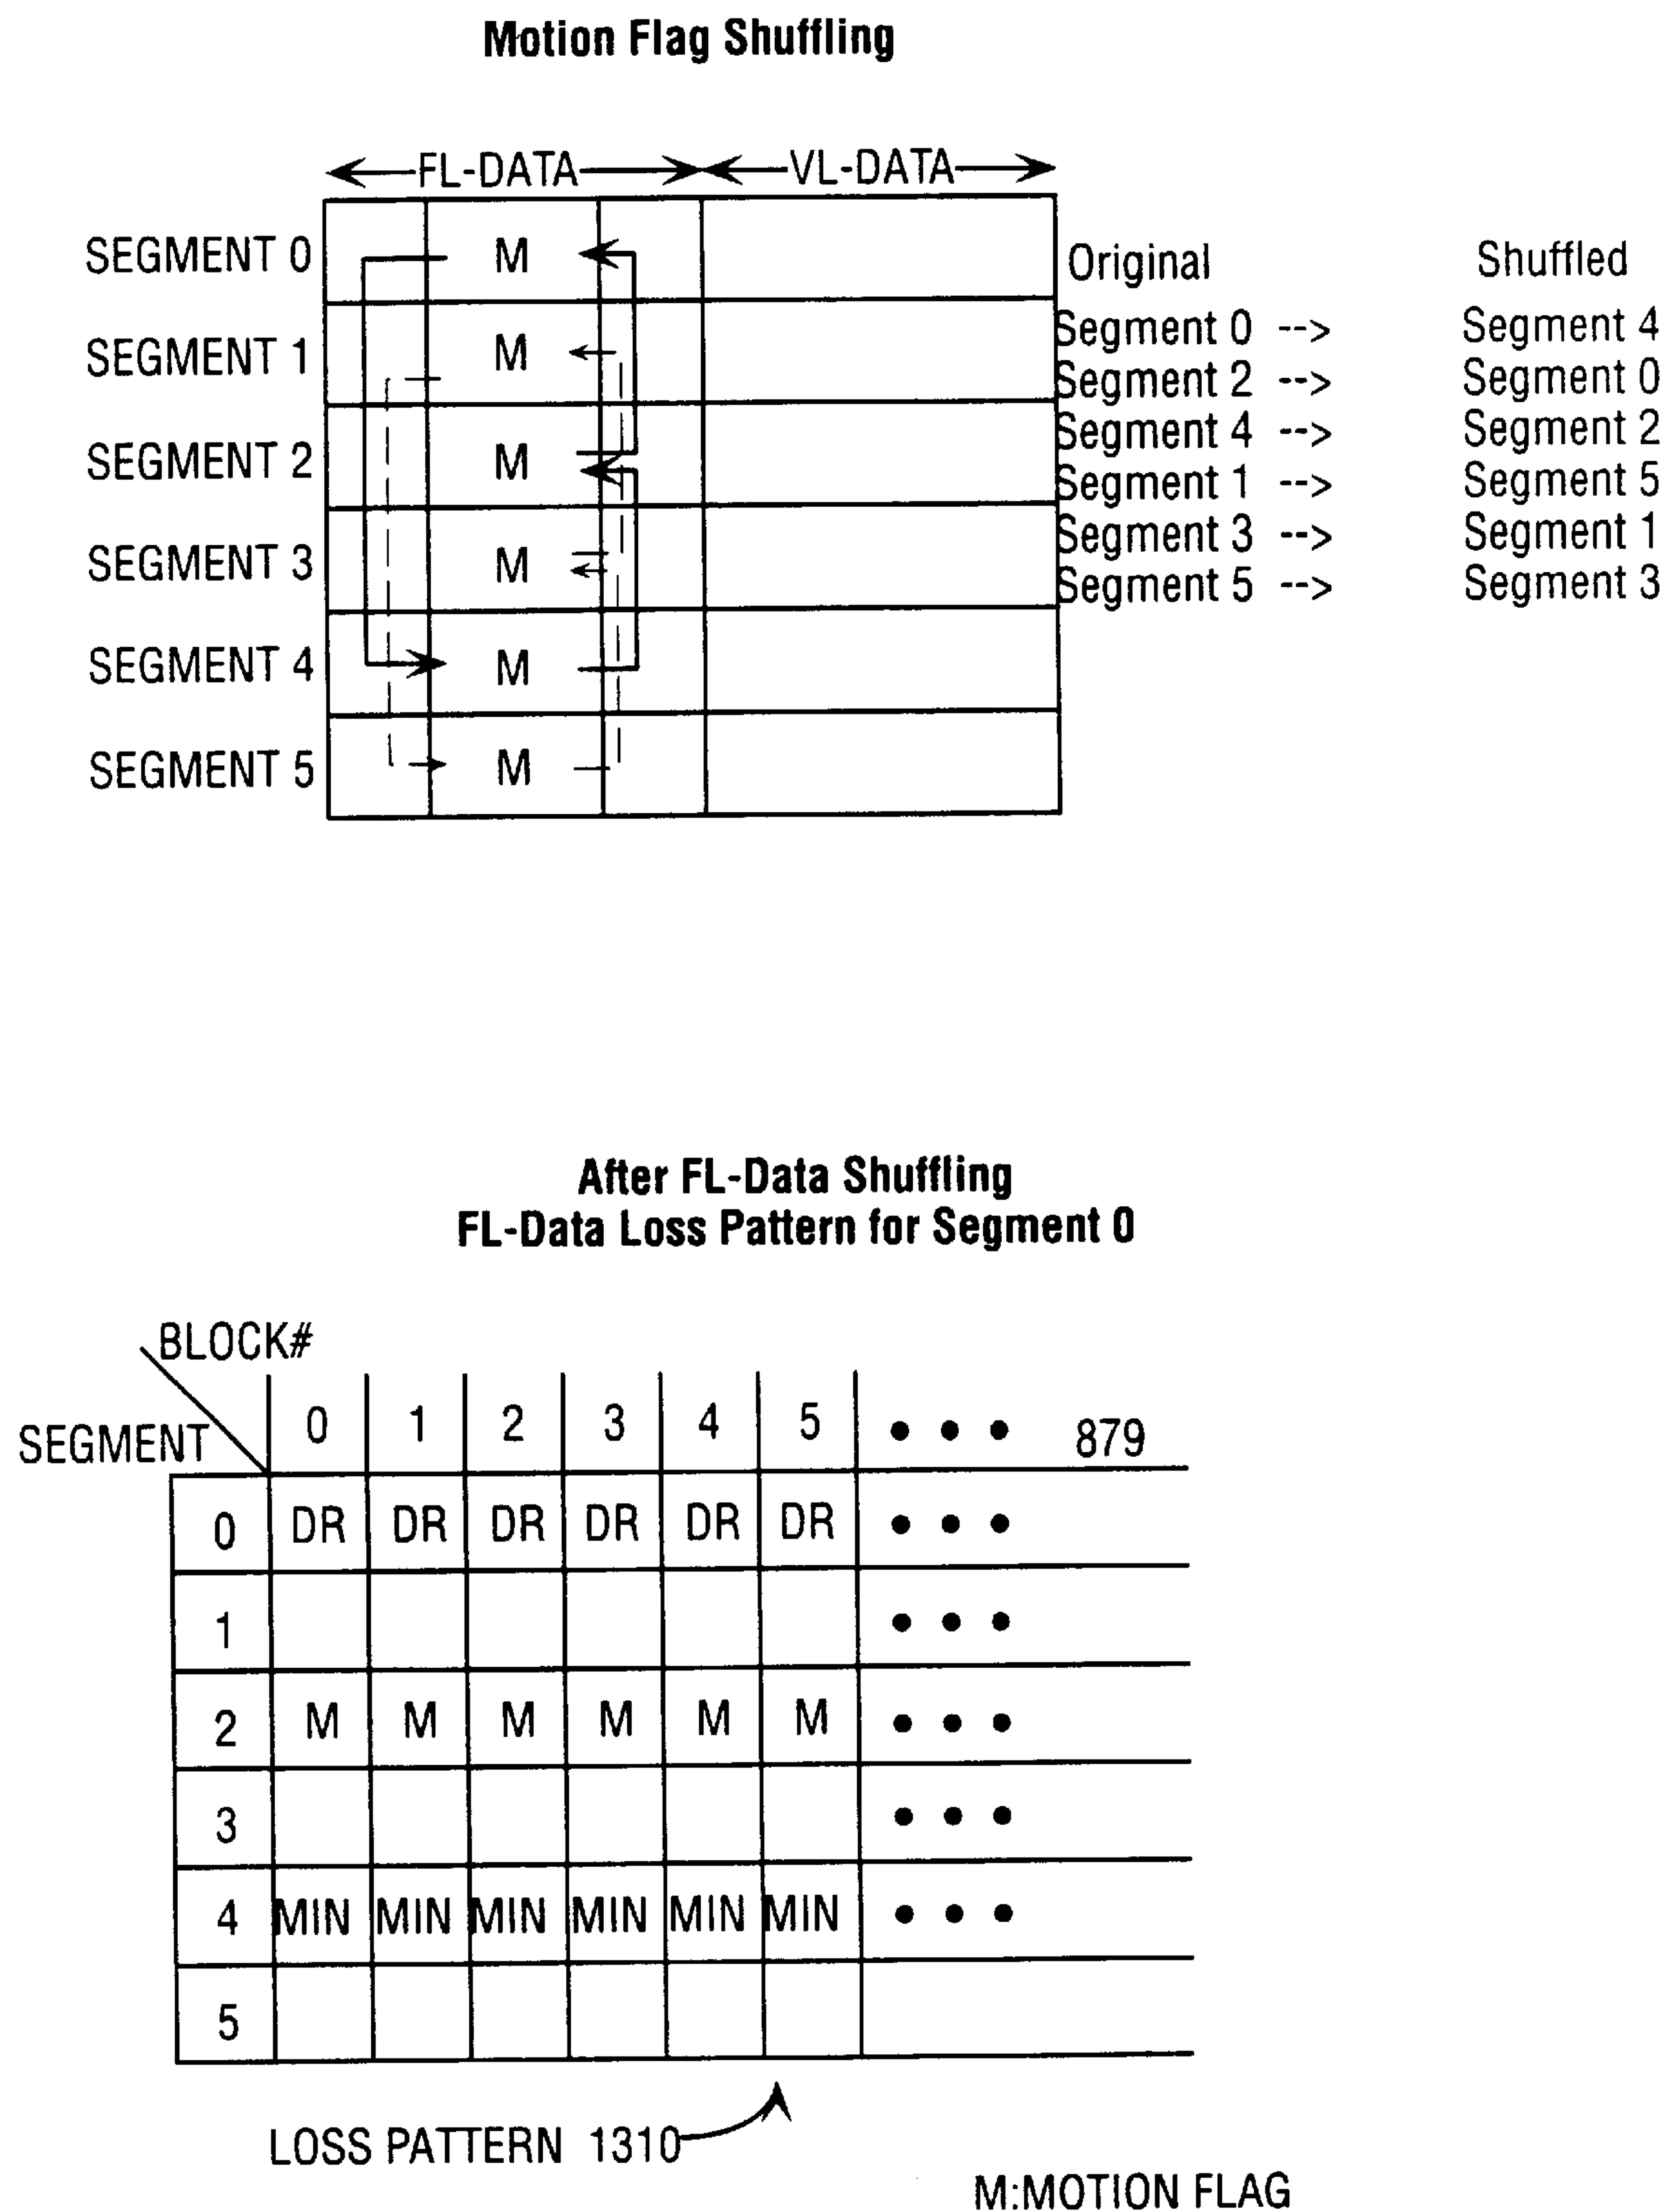 Motion Flag Shuffling
FL-DATA VL-DATA
SEGMENT 0 M
SEGMENT 1 M
SEGMENT 2 M
SEGMENT 3 M
SEGMENT 4 M
SEGMENT 5 M
Original Shuffled
Segment 0 --> Segment 4
Segment 2 --> Segment 0
Segment 4 --> Segment 2
Segment 1 --> Segment 5
Segment 3 --> Segment 1
Segment 5 --> Segment 3
After FL-Data Shuffling
FL-Data Loss Pattern for Segment 0
BLOCK#
SEGMENT 0 1 2 3 4 5 • • • 879
0 DR DR DR DR DR DR • • •
1 • • •
2 M M M M M M • • •
3 • • •
4 MIN MIN MIN MIN MIN MIN • • •
5
LOSS PATTERN 1310
M:MOTION FLAG